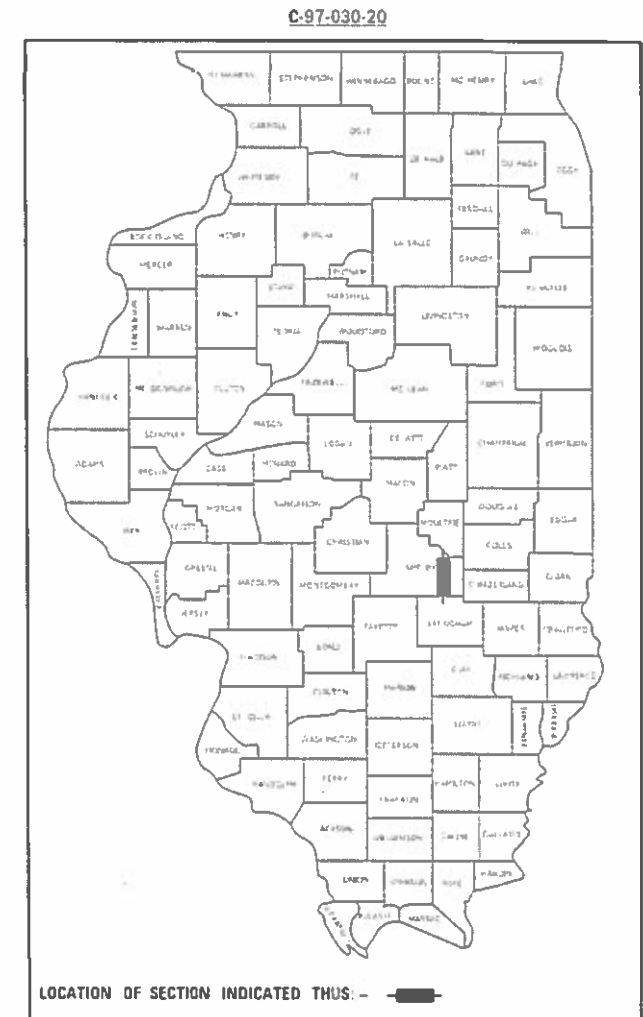 C-97-030-20
STEPHENSON WINNEBAGO BOONE MC HENRY LAKE
CARROLL OGLE
DE KALB KANE DU PAGE COOK
WHITESIDE LEE
KENDALL WILL
ROCK ISLAND HENRY BUREAU LA SALLE GRUNDY
MERCER PUTNAM KANKAKEE
STARK MARSHALL LIVINGSTON
WARREN KNOX PEORIA WOODFORD IROQUOIS
HANCOCK MC DONOUGH FULTON TAZEWELL MC LEAN FORD
SCHUYLER MASON LOGAN DE WITT CHAMPAIGN VERMILION
ADAMS BROWN CASS MENARD PIATT
MACON
MORGAN SANGAMON MOULTRIE DOUGLAS EDGAR
PIKE SCOTT CHRISTIAN COLES
GREENE MACOUPIN MONTGOMERY SHELBY CUMBERLAND CLARK
CALHOUN JERSEY FAYETTE EFFINGHAM JASPER CRAWFORD
MADISON BOND CLAY RICHLAND LAWRENCE
CLINTON MARION
ST CLAIR WAYNE
MONROE WASHINGTON JEFFERSON
RANDOLPH PERRY HAMILTON WHITE
FRANKLIN
JACKSON WILLIAMSON SALINE GALLATIN
UNION JOHNSON POPE HARDIN
MASSAC
LOCATION OF SECTION INDICATED THUS: -